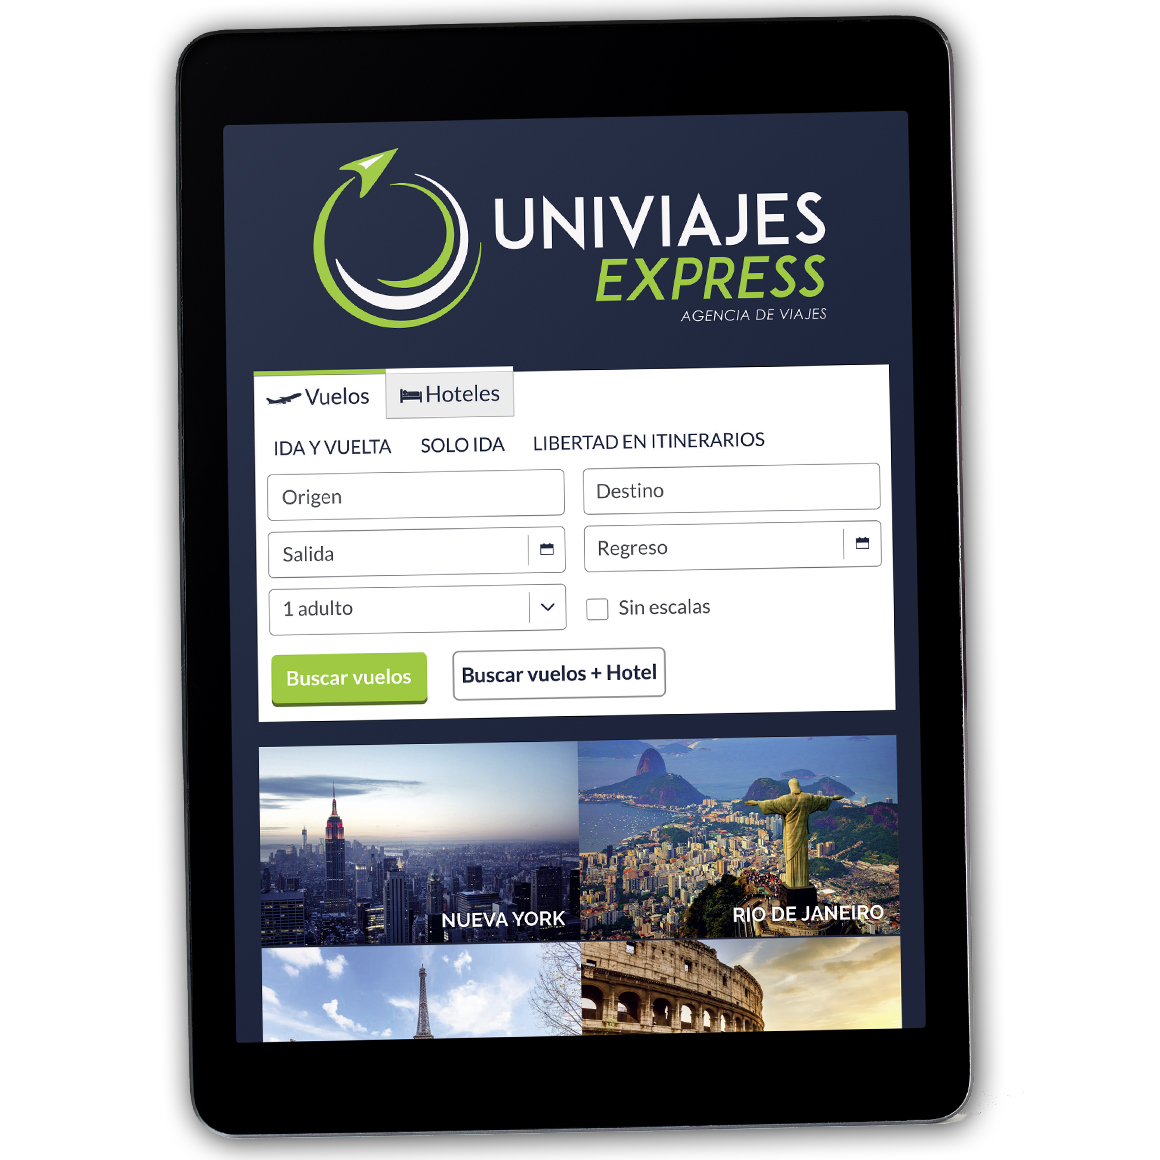 UNIVIAJES
EXPRESS
AGENCIA DE VIAJES
Vuelos Hoteles
IDA Y VUELTA SOLO IDA LIBERTAD EN ITINERARIOS
Origen Destino
Salida Regreso
1 adulto Sin escalas
Buscar vuelos Buscar vuelos + Hotel
NUEVA YORK RIO DE JANEIRO